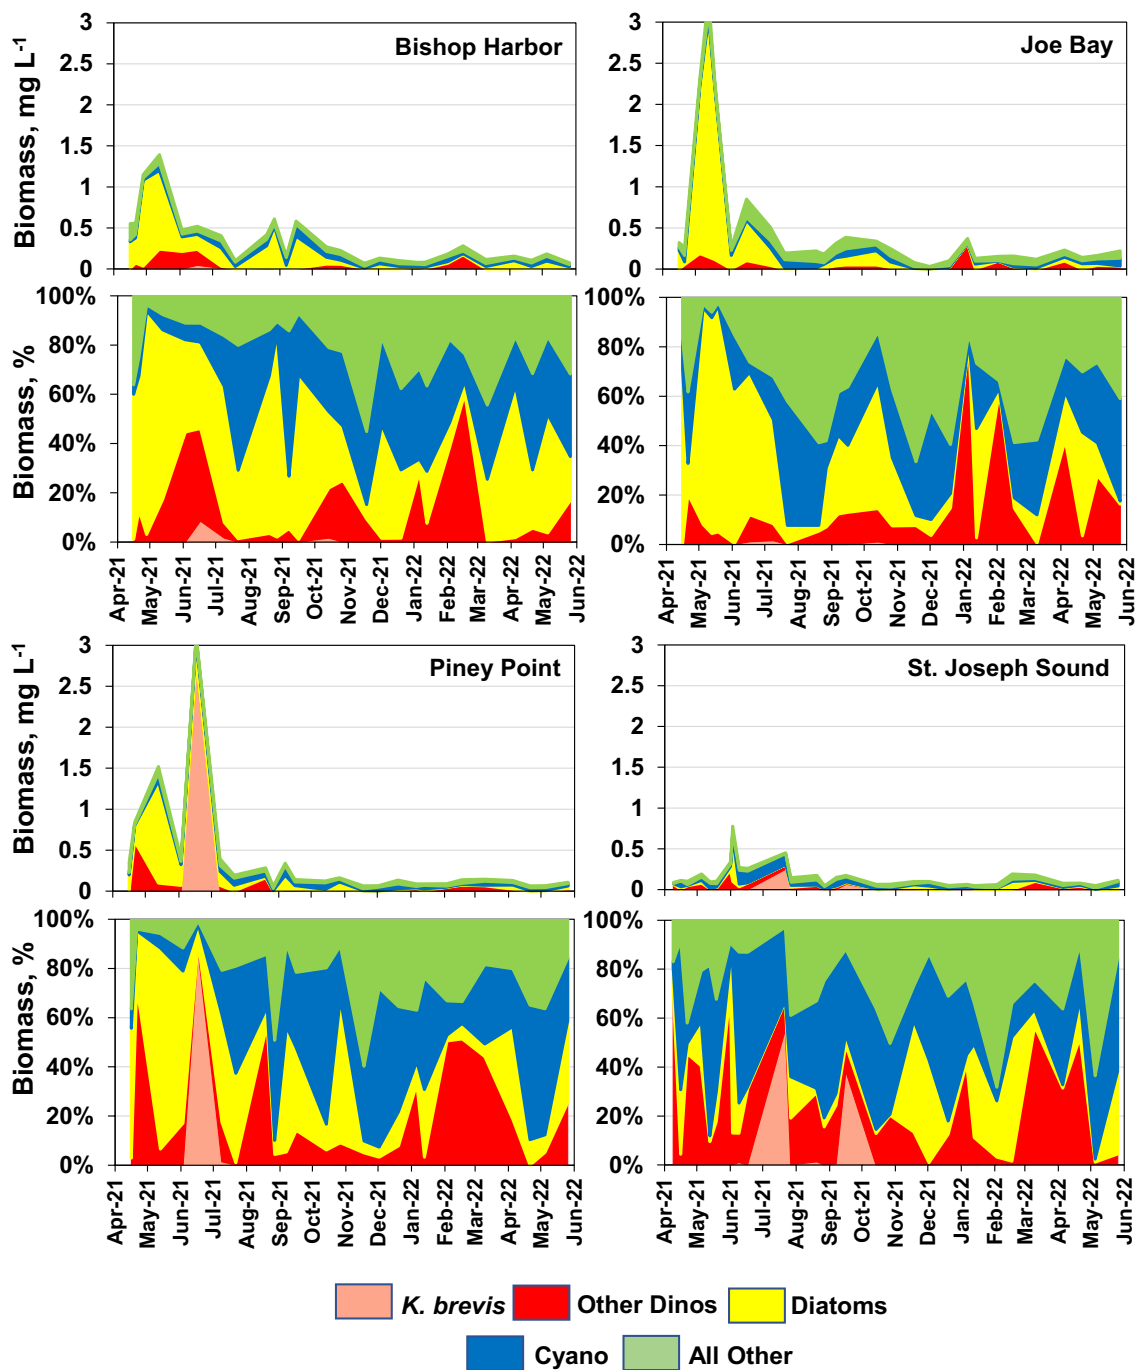 Bishop Harbor
Joe Bay
Biomass, mg L-1
3
2.5
2
1.5
1
0.5
0
3
2.5
2
1.5
1
0.5
0
Biomass, %
100%
80%
60%
40%
20%
0%
100%
80%
60%
40%
20%
0%
Apr-21
May-21
Jun-21
Jul-21
Aug-21
Sep-21
Oct-21
Nov-21
Dec-21
Jan-22
Feb-22
Mar-22
Apr-22
May-22
Jun-22
Apr-21
May-21
Jun-21
Jul-21
Aug-21
Sep-21
Oct-21
Nov-21
Dec-21
Jan-22
Feb-22
Mar-22
Apr-22
May-22
Jun-22
Piney Point
St. Joseph Sound
Biomass, mg L-1
3
2.5
2
1.5
1
0.5
0
3
2.5
2
1.5
1
0.5
0
Biomass, %
100%
80%
60%
40%
20%
0%
100%
80%
60%
40%
20%
0%
Apr-21
May-21
Jun-21
Jul-21
Aug-21
Sep-21
Oct-21
Nov-21
Dec-21
Jan-22
Feb-22
Mar-22
Apr-22
May-22
Jun-22
Apr-21
May-21
Jun-21
Jul-21
Aug-21
Sep-21
Oct-21
Nov-21
Dec-21
Jan-22
Feb-22
Mar-22
Apr-22
May-22
Jun-22
K. brevis Other Dinos Diatoms
Cyano All Other